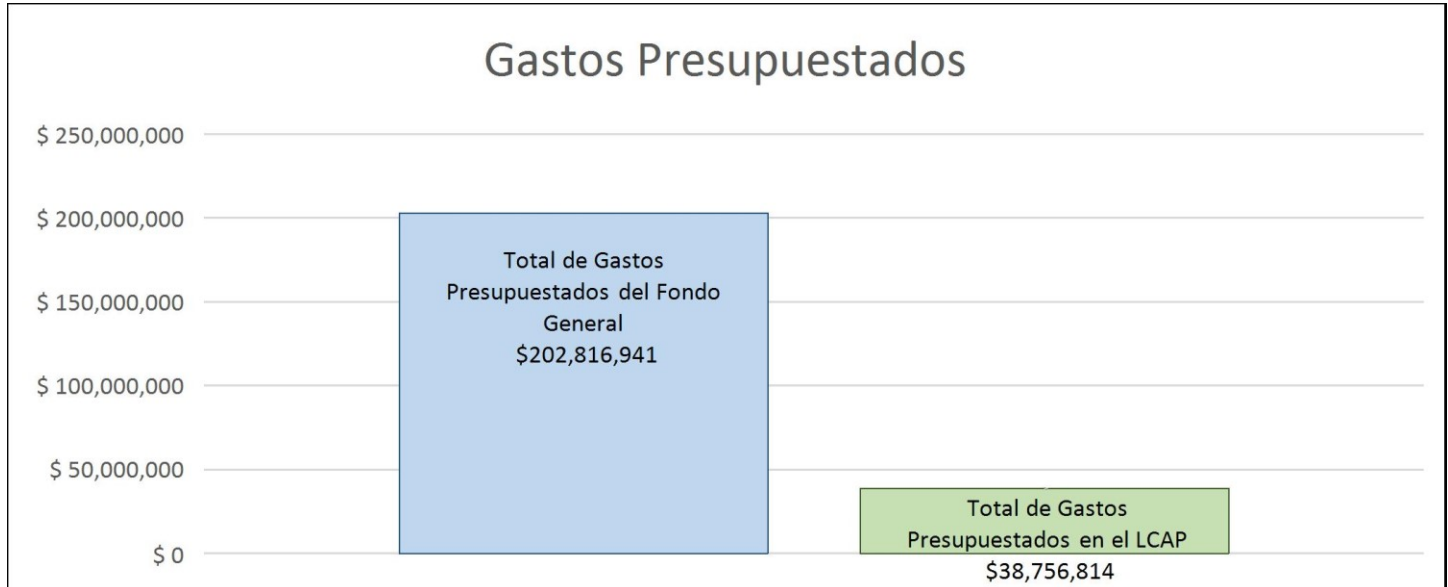 Gastos Presupuestados
$ 250,000,000
$ 200,000,000
$ 150,000,000
$ 100,000,000
$ 50,000,000
$ 0
Total de Gastos
Presupuestados del Fondo
General
$202,816,941
Total de Gastos
Presupuestados en el LCAP
$38,756,814